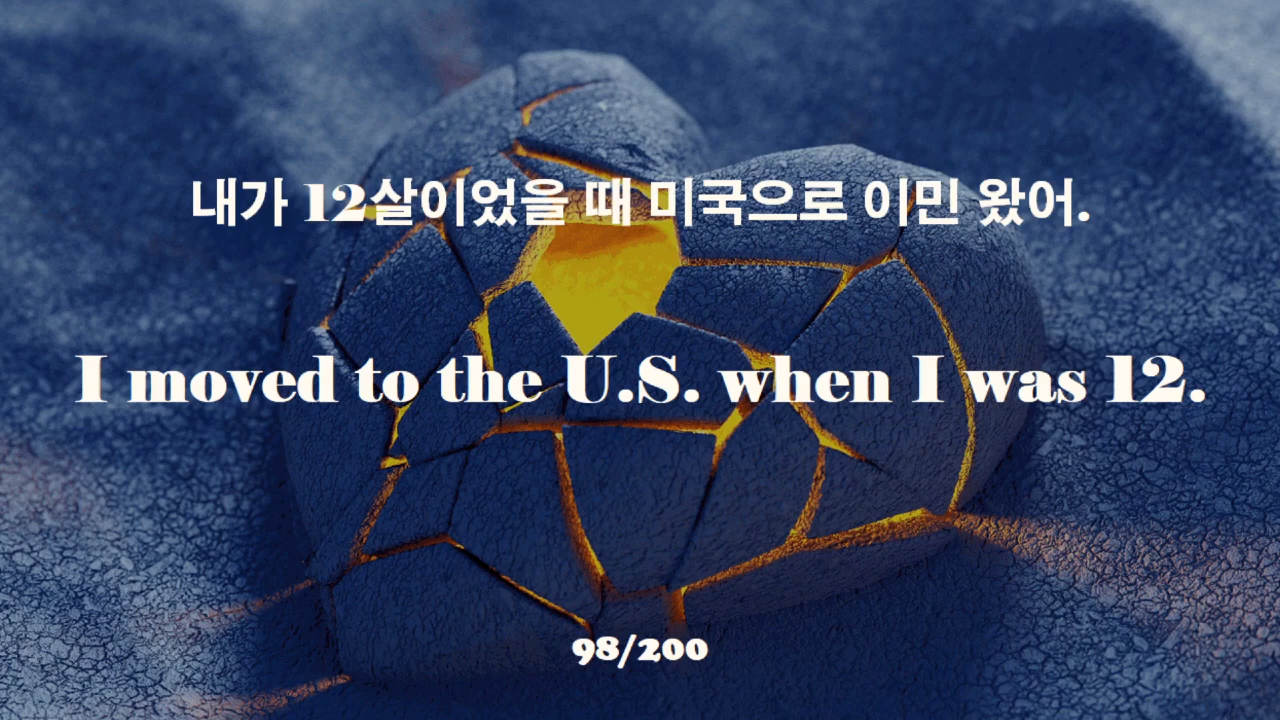 내가 12살이었을 때 미국으로 이민 왔어.
I moved to the U.S. when I was 12.
98/200